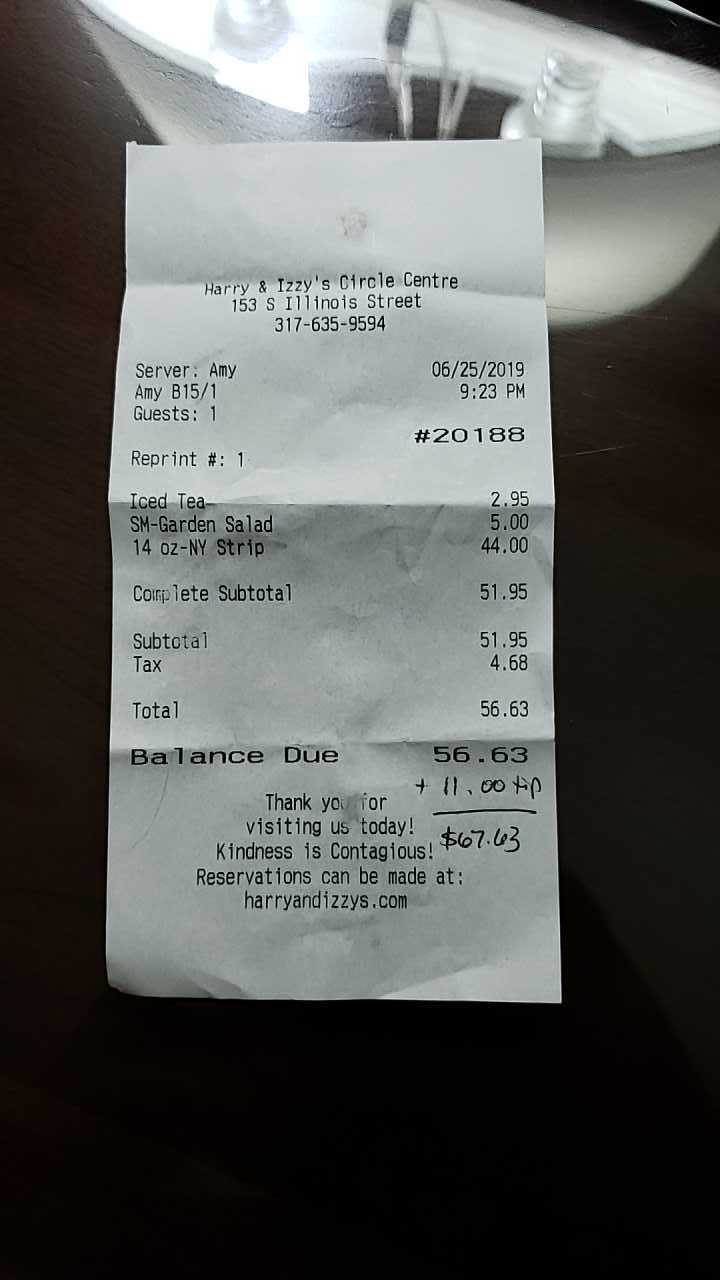 Harry & Izzy's Circle Centre
153 S Illinois Street
317-635-9594
Server: Amy 06/25/2019
Amy B15/1 9:23 PM
Guests: 1
#20188
Reprint #: 1
Iced Tea 2.95
SM-Garden Salad 5.00
14 oz-NY Strip 44.00
Complete Subtotal 51.95
Subtotal 51.95
Tax 4.68
Total 56.63
Balance Due 56.63
+ 11.00 tip
$67.63
Thank you for
visiting us today!
Kindness is Contagious!
Reservations can be made at:
harryandizzys.com